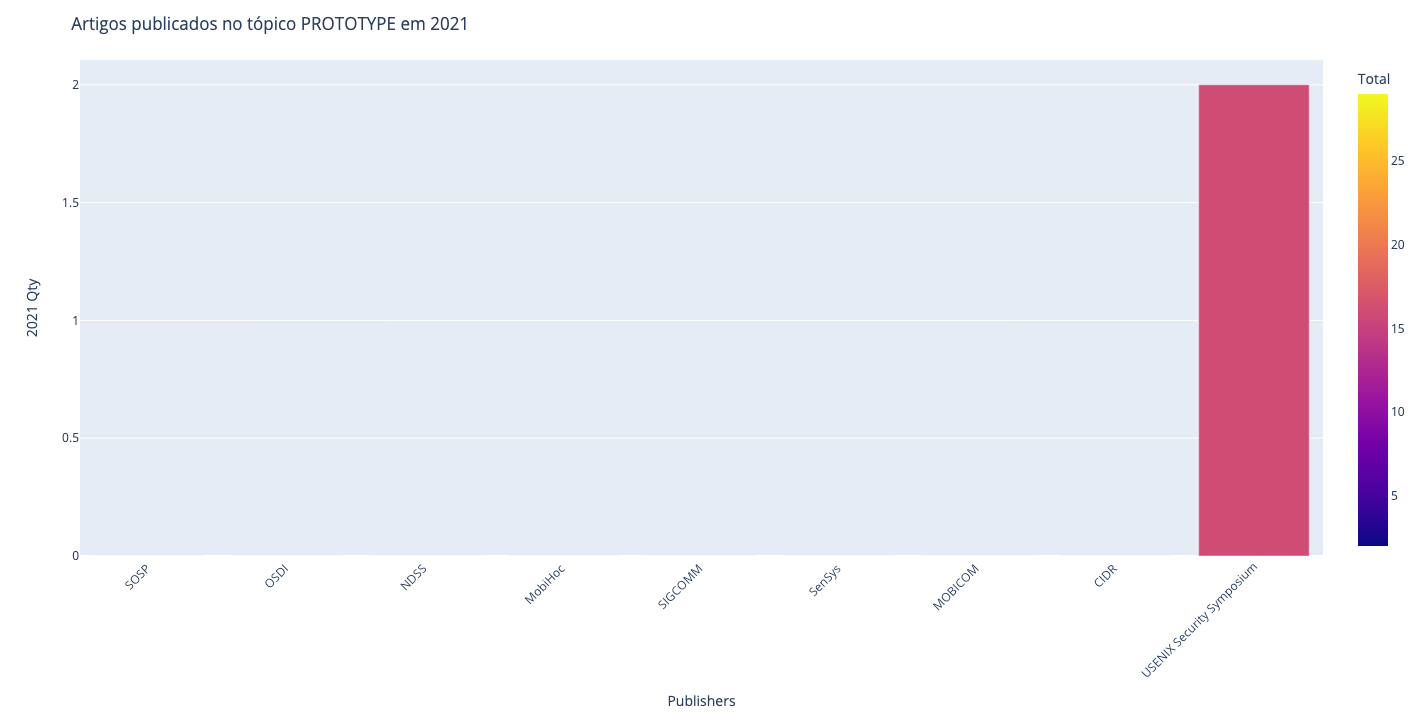 Artigos publicados no tópico PROTOTYPE em 2021
2021 Qty
2
1.5
1
0.5
0
SOSP
OSDI
NDSS
MobiHoc
SIGCOMM
SenSys
MOBICOM
CIDR
USENIX Security Symposium
Publishers
Total
25
20
15
10
5